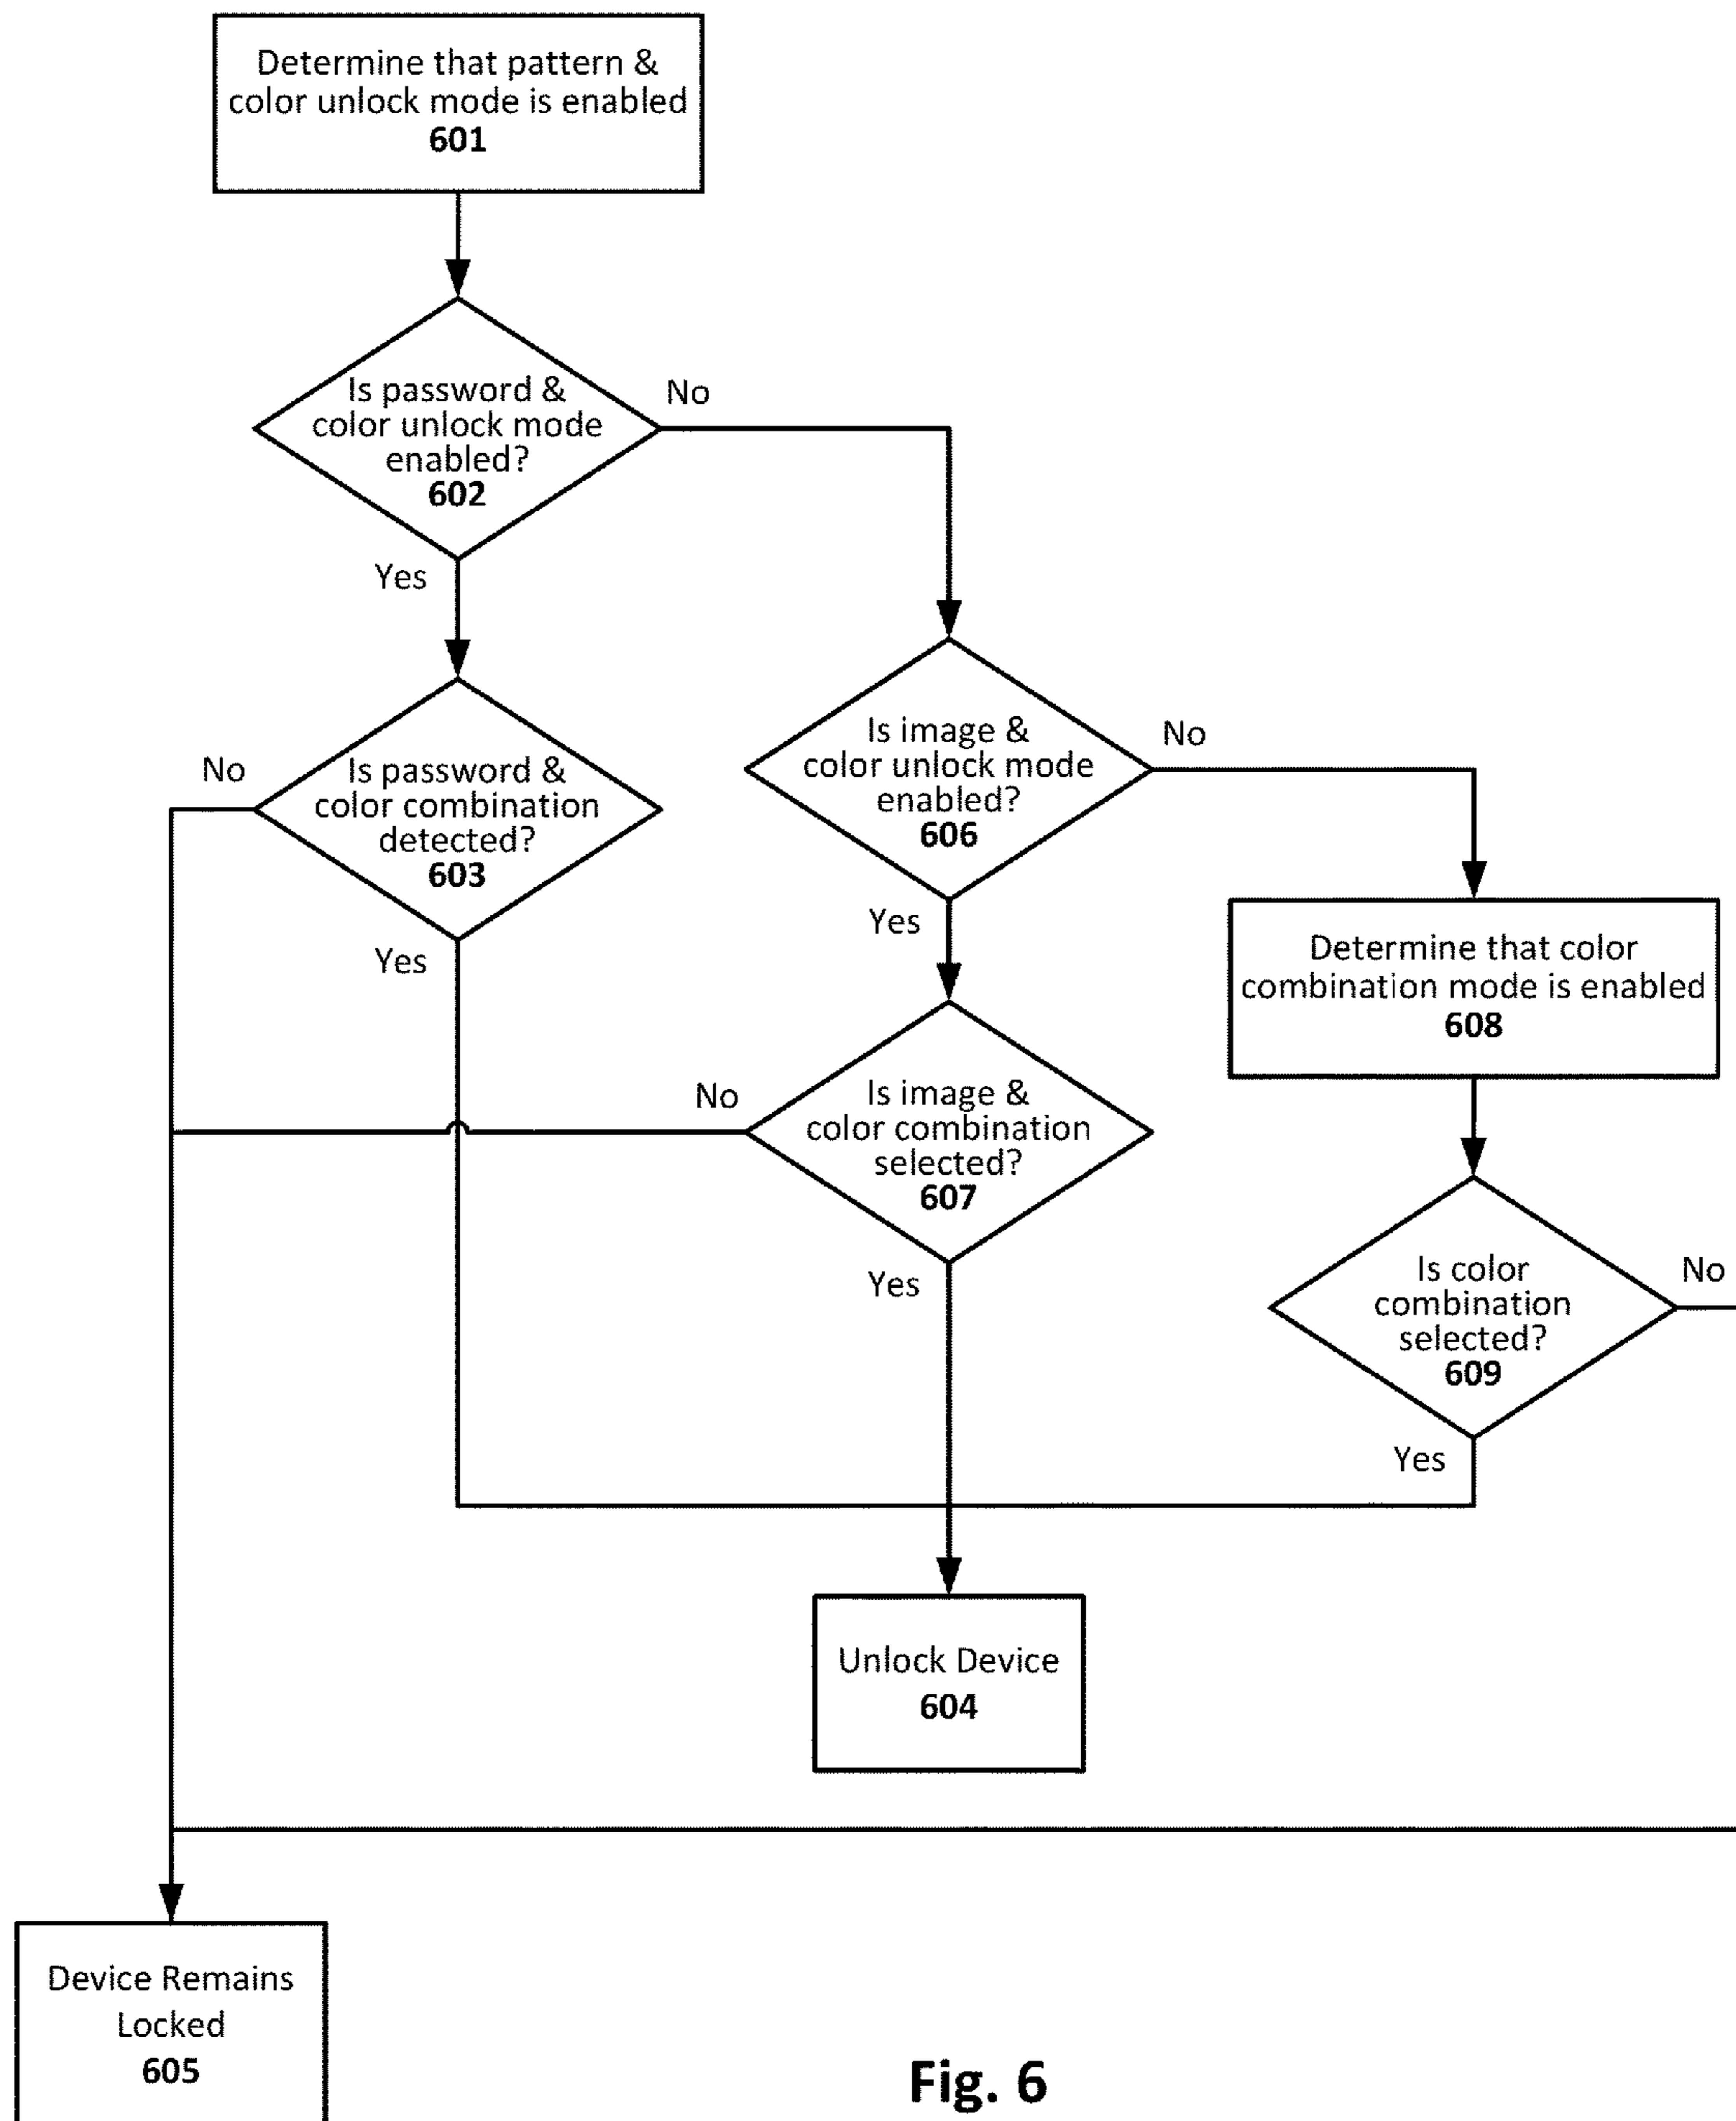 Determine that pattern &
color unlock mode is enabled
601
Is password &
color unlock mode
enabled?
602
No
Yes
Is password &
color combination
detected?
603
No
Yes
Is image &
color unlock mode
enabled?
606
No
Yes
Determine that color
combination mode is enabled
608
Is image &
color combination
selected?
607
No
Yes
Is color
combination
selected?
609
No
Yes
Unlock Device
604
Device Remains
Locked
605
Fig. 6